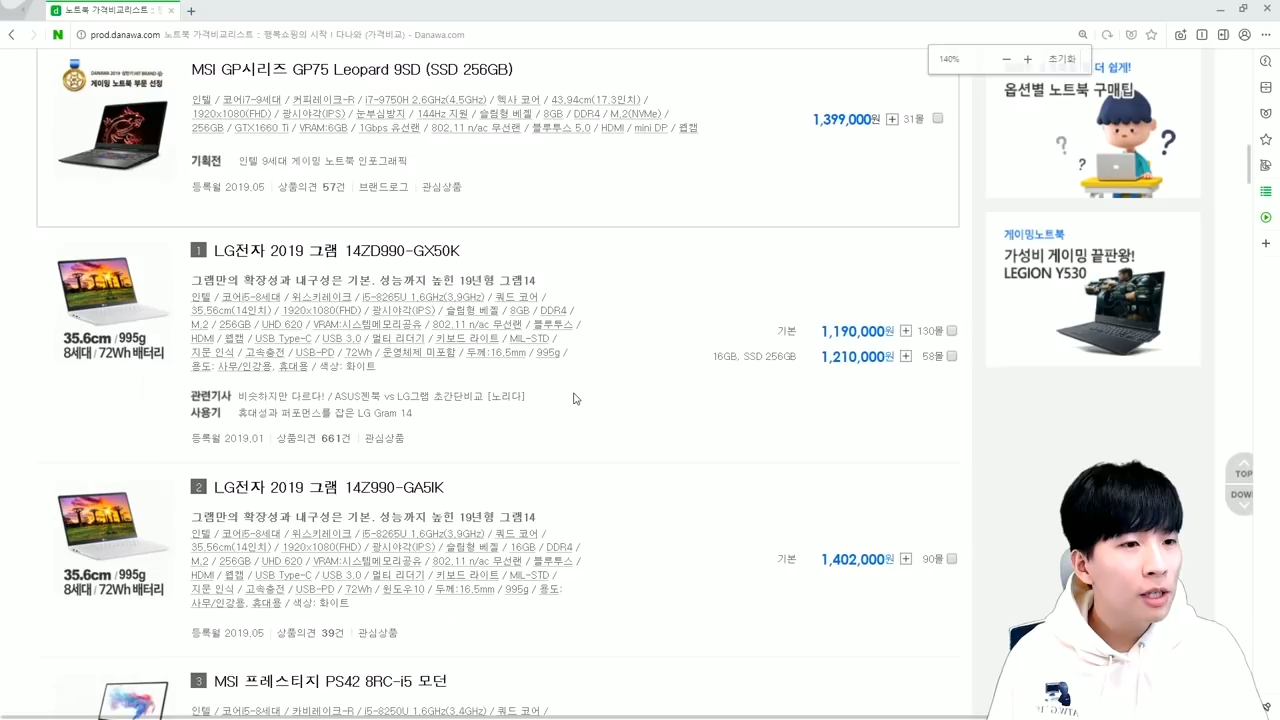 노트북 가격비교리스트 ::
prod.danawa.com 노트북 가격비교리스트 :: 행복쇼핑의 시작 ! 다나와 (가격비교) - Danawa.com
140% 초기화
DANAWA 2019 상반기 HIT BRAND
게이밍 노트북 부문 선정
MSI GP시리즈 GP75 Leopard 9SD (SSD 256GB)
인텔 / 코어i7-9세대 / 커피레이크-R / i7-9750H 2.6GHz(4.5GHz) / 헥사 코어 / 43.94cm(17.3인치) /
1920x1080(FHD) / 광시야각(IPS) / 눈부심방지 / 144Hz 지원 / 슬림형 베젤 / 8GB / DDR4 / M.2(NVMe) /
256GB / GTX1660 Ti / VRAM:6GB / 1Gbps 유선랜 / 802.11 n/ac 무선랜 / 블루투스 5.0 / HDMI / mini DP / 웹캠
1,399,000원 31몰
기획전 인텔 9세대 게이밍 노트북 인포그래픽
등록월 2019.05 상품의견 57건 브랜드로그 관심상품
더 쉽게!
옵션별 노트북 구매팁
게이밍노트북
가성비 게이밍 끝판왕!
LEGION Y530
1 LG전자 2019 그램 14ZD990-GX50K
그램만의 확장성과 내구성은 기본. 성능까지 높힌 19년형 그램14
인텔 / 코어i5-8세대 / 위스키레이크 / i5-8265U 1.6GHz(3.9GHz) / 쿼드 코어 /
35.56cm(14인치) / 1920x1080(FHD) / 광시야각(IPS) / 슬림형 베젤 / 8GB / DDR4 /
M.2 / 256GB / UHD 620 / VRAM:시스템메모리공유 / 802.11 n/ac 무선랜 / 블루투스 /
HDMI / 웹캠 / USB Type-C / USB 3.0 / 멀티 리더기 / 키보드 라이트 / MIL-STD /
지문 인식 / 고속충전 / USB-PD / 72Wh / 운영체제 미포함 / 두께:16.5mm / 995g /
용도: 사무/인강용, 휴대용 / 색상: 화이트
35.6cm / 995g
8세대 / 72Wh 배터리
기본 1,190,000원 130몰
16GB, SSD 256GB 1,210,000원 58몰
관련기사 비슷하지만 다르다! / ASUS젠북 vs LG그램 초간단비교 [노리다]
사용기 휴대성과 퍼포먼스를 잡은 LG Gram 14
등록월 2019.01 상품의견 661건 관심상품
2 LG전자 2019 그램 14Z990-GA5IK
그램만의 확장성과 내구성은 기본. 성능까지 높힌 19년형 그램14
인텔 / 코어i5-8세대 / 위스키레이크 / i5-8265U 1.6GHz(3.9GHz) / 쿼드 코어 /
35.56cm(14인치) / 1920x1080(FHD) / 광시야각(IPS) / 슬림형 베젤 / 16GB / DDR4 /
M.2 / 256GB / UHD 620 / VRAM:시스템메모리공유 / 802.11 n/ac 무선랜 / 블루투스 /
HDMI / 웹캠 / USB Type-C / USB 3.0 / 멀티 리더기 / 키보드 라이트 / MIL-STD /
지문 인식 / 고속충전 / USB-PD / 72Wh / 윈도우10 / 두께:16.5mm / 995g / 용도:
사무/인강용, 휴대용 / 색상: 화이트
35.6cm / 995g
8세대 / 72Wh 배터리
기본 1,402,000원 90몰
등록월 2019.05 상품의견 39건 관심상품
TOP
DOW
3 MSI 프레스티지 PS42 8RC-i5 모던
인텔 / 코어i5-8세대 / 카비레이크-R / i5-8250U 1.6GHz(3.4GHz) / 쿼드 코어 /